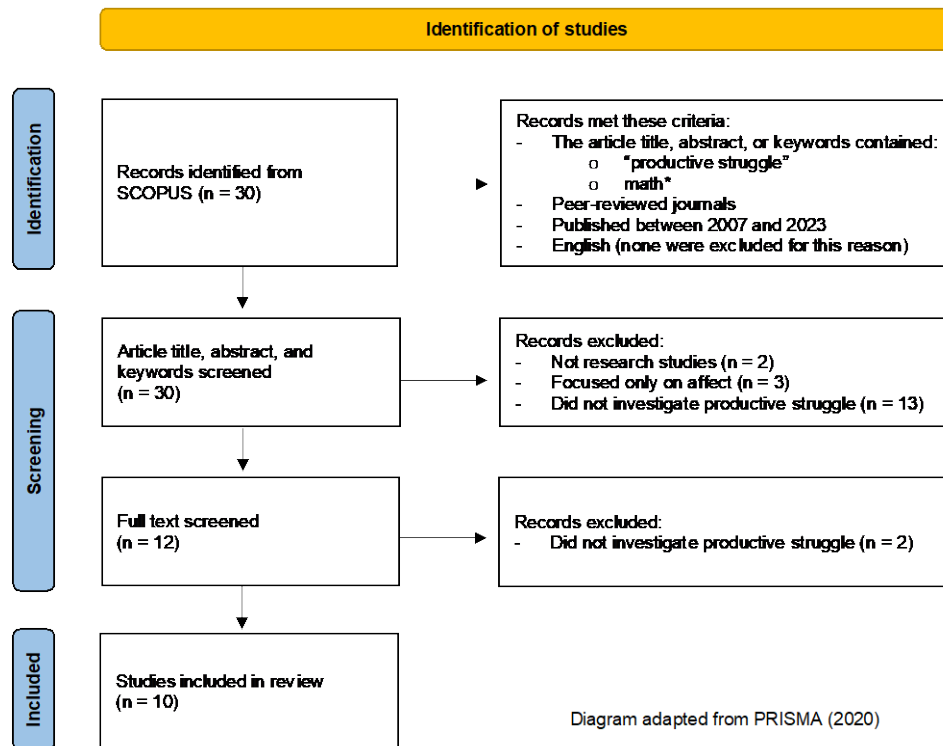 Identification of studies
Identification
Records identified from
SCOPUS (n = 30)
Records met these criteria:
- The article title, abstract, or keywords contained:
o "productive struggle"
o math*
- Peer-reviewed journals
- Published between 2007 and 2023
- English (none were excluded for this reason)
Screening
Article title, abstract, and
keywords screened
(n = 30)
Records excluded:
- Not research studies (n = 2)
- Focused only on affect (n = 3)
- Did not investigate productive struggle (n = 13)
Full text screened
(n = 12)
Records excluded:
- Did not investigate productive struggle (n = 2)
Included
Studies included in review
(n = 10)
Diagram adapted from PRISMA (2020)